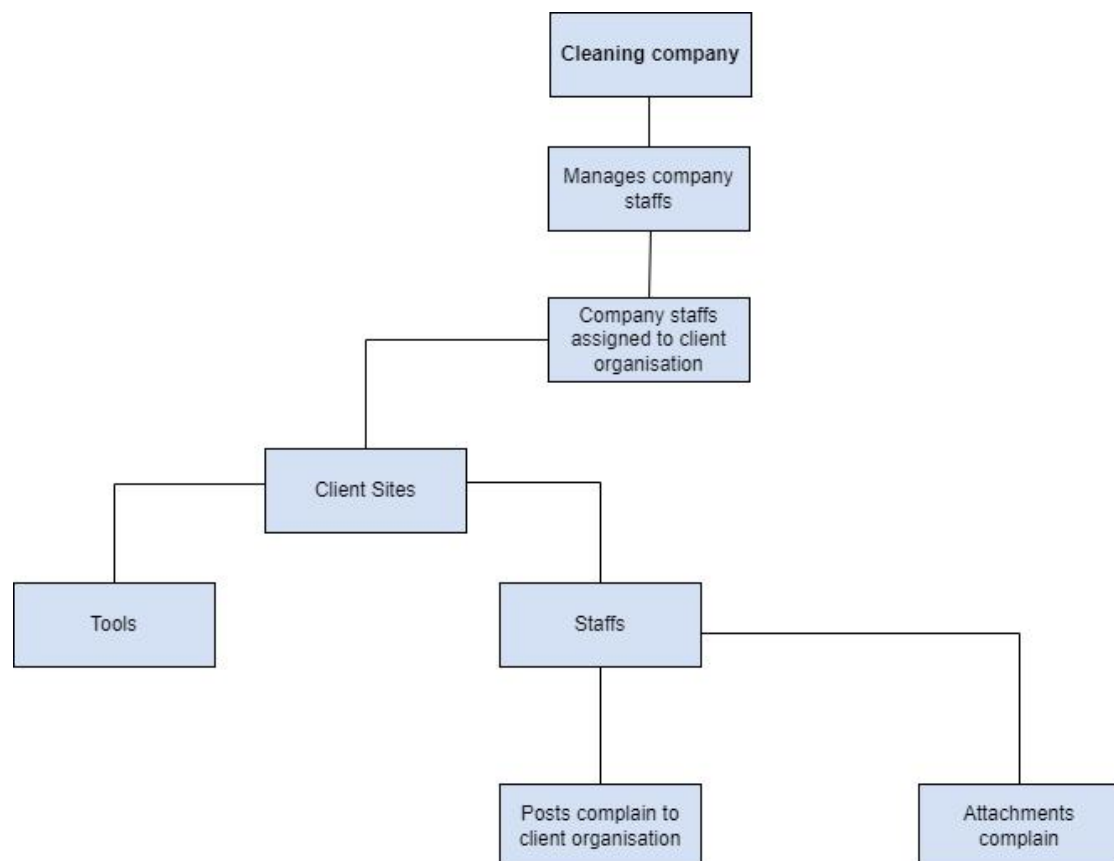 Cleaning company
Manages company
staffs
Company staffs
assigned to client
organisation
Client Sites
Tools
Staffs
Posts complain to
client organisation
Attachments
complain